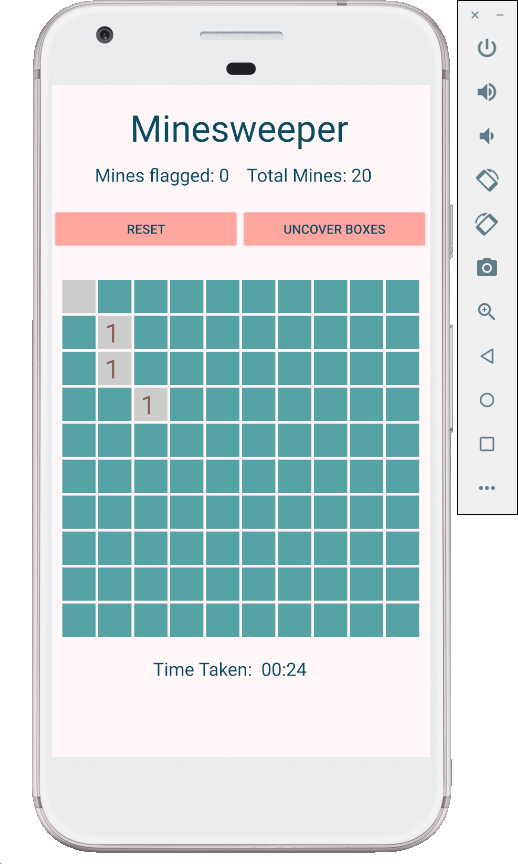 Minesweeper
Mines flagged: 0 Total Mines: 20
RESET UNCOVER BOXES
1
1
1
Time Taken: 00:24